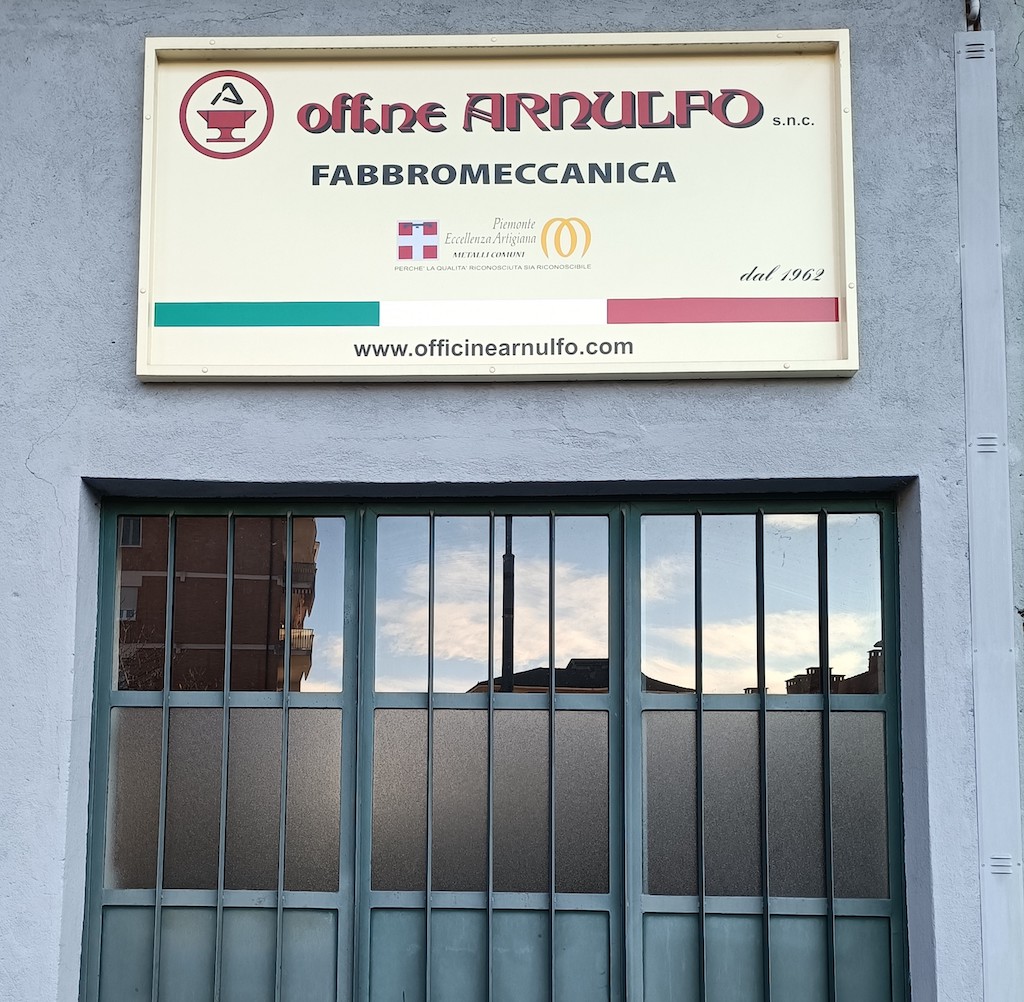 off.ne ARNULFO s.n.c.
FABBROMECCANICA
Piemonte
Eccellenza Artigiana
METALLI COMUNI
PERCHE' LA QUALITA' RICONOSCIUTA SIA RICONOSCIBILE
dal 1962
www.officinearnulfo.com